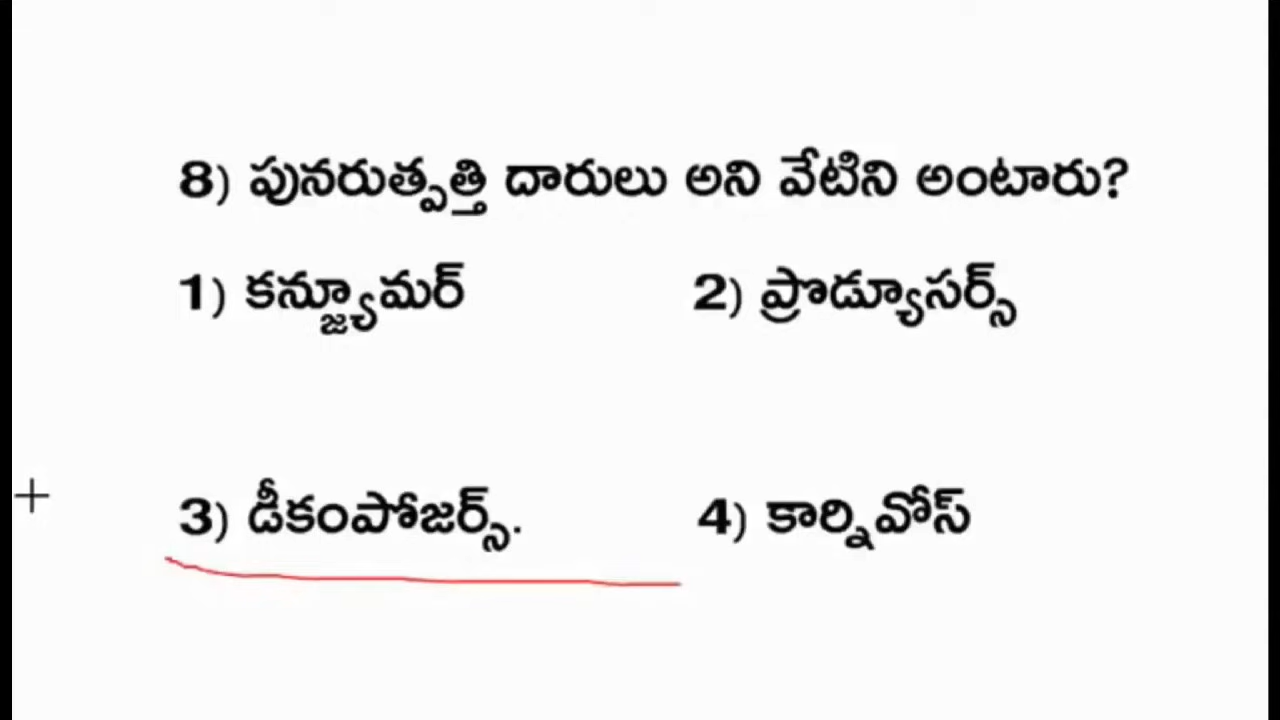 8) పునరుత్పత్తి దారులు అని వేటిని అంటారు?
1) కన్జ్యూమర్ 2) ప్రొడ్యూసర్స్
3) డీకంపోజర్స్. 4) కార్నివోస్